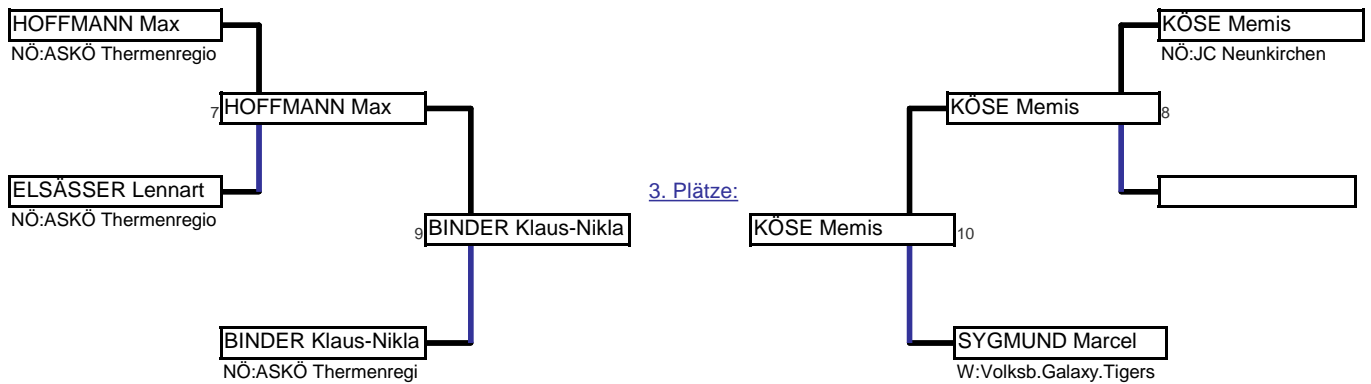 HOFFMANN Max
NÖ:ASKÖ Thermenregio
7 HOFFMANN Max
ELSÄSSER Lennart
NÖ:ASKÖ Thermenregio
9 BINDER Klaus-Nikla
BINDER Klaus-Nikla
NÖ:ASKÖ Thermenregi
3. Plätze:
KÖSE Memis
NÖ:JC Neunkirchen
KÖSE Memis 8
KÖSE Memis 10
SYGMUND Marcel
W:Volksb.Galaxy.Tigers